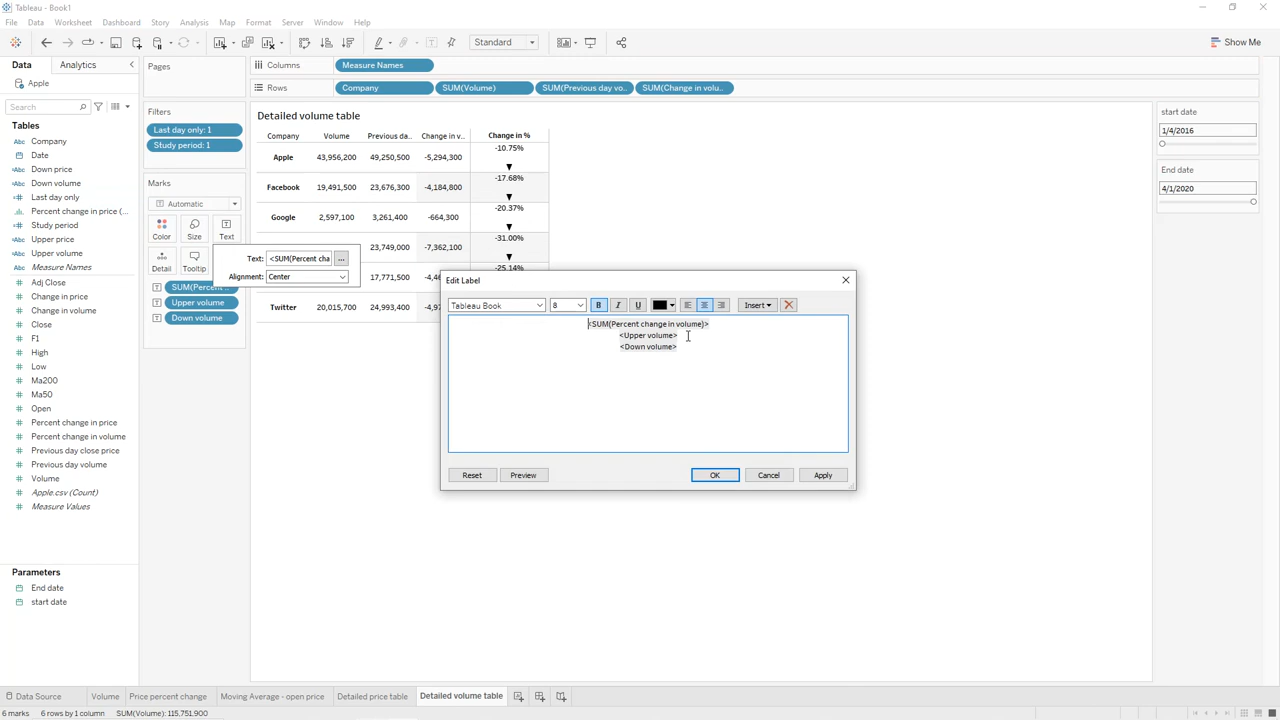 Tableau - Book1
File Data Worksheet Dashboard Story Analysis Map Format Server Window Help
Standard
Show Me
Data Analytics
Apple
Search
Tables
Company
Date
Down price
Down volume
Last day only
Percent change in price (...
Study period
Upper price
Upper volume
Measure Names
Adj Close
Change in price
Change in volume
Close
F1
High
Low
Ma200
Ma50
Open
Percent change in price
Percent change in volume
Previous day close price
Previous day volume
Volume
Apple.csv (Count)
Measure Values
Parameters
End date
start date
Pages
Filters
Last day only: 1
Study period: 1
Marks
Automatic
Color Size Text
Detail Tooltip
SUM(Percent ..
Upper volume
Down volume
Text: <SUM(Percent cha ...
Alignment: Center
Columns Measure Names
Rows Company SUM(Volume) SUM(Previous day vo.. SUM(Change in volu..
Detailed volume table
Company Volume Previous da.. Change in v... Change in %
Apple 43,956,200 49,250,500 -5,294,300 -10.75%
Facebook 19,491,500 23,676,300 -4,184,800 -17.68%
Google 2,597,100 3,261,400 -664,300 -20.37%
23,749,000 -7,362,100 -31.00%
17,771,500 -4,46 -25.14%
Twitter 20,015,700 24,993,400 -4,97
start date
1/4/2016
End date
4/1/2020
Edit Label
Tableau Book 8 B I U Insert
<SUM(Percent change in volume)>
<Upper volume>
<Down volume>
Reset Preview OK Cancel Apply
Data Source Volume Price percent change Moving Average - open price Detailed price table Detailed volume table
6 marks 6 rows by 1 column SUM(Volume): 115,751,900